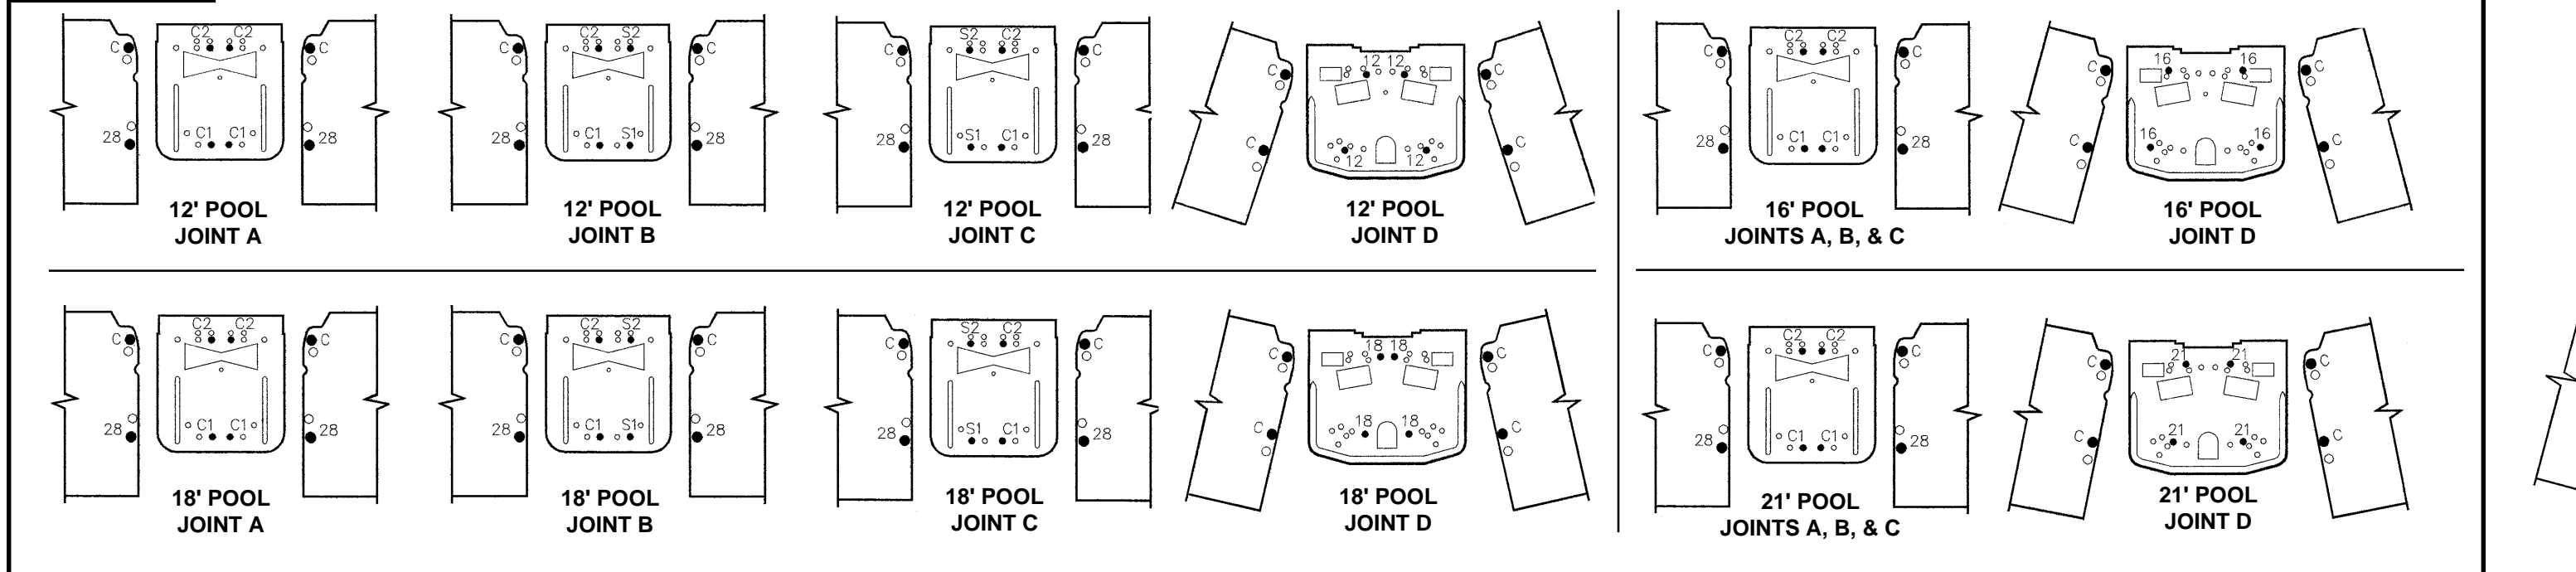 C2 C2
C C
28 C1 C1 28
12' POOL
JOINT A
C2 S2
C C
28 C1 S1 28
12' POOL
JOINT B
S2 C2
C C
28 S1 C1 28
12' POOL
JOINT C
12 12
C C
C 12 12 C
12' POOL
JOINT D
C2 C2
C C
28 C1 C1 28
16' POOL
JOINTS A, B, & C
16 16
C C
C 16 16 C
16' POOL
JOINT D
C2 C2
C C
28 C1 C1 28
18' POOL
JOINT A
C2 S2
C C
28 C1 S1 28
18' POOL
JOINT B
S2 C2
C C
28 S1 C1 28
18' POOL
JOINT C
18 18
C C
C 18 18 C
18' POOL
JOINT D
C2 C2
C C
28 C1 C1 28
21' POOL
JOINTS A, B, & C
21 21
C C
C 21 21 C
21' POOL
JOINT D